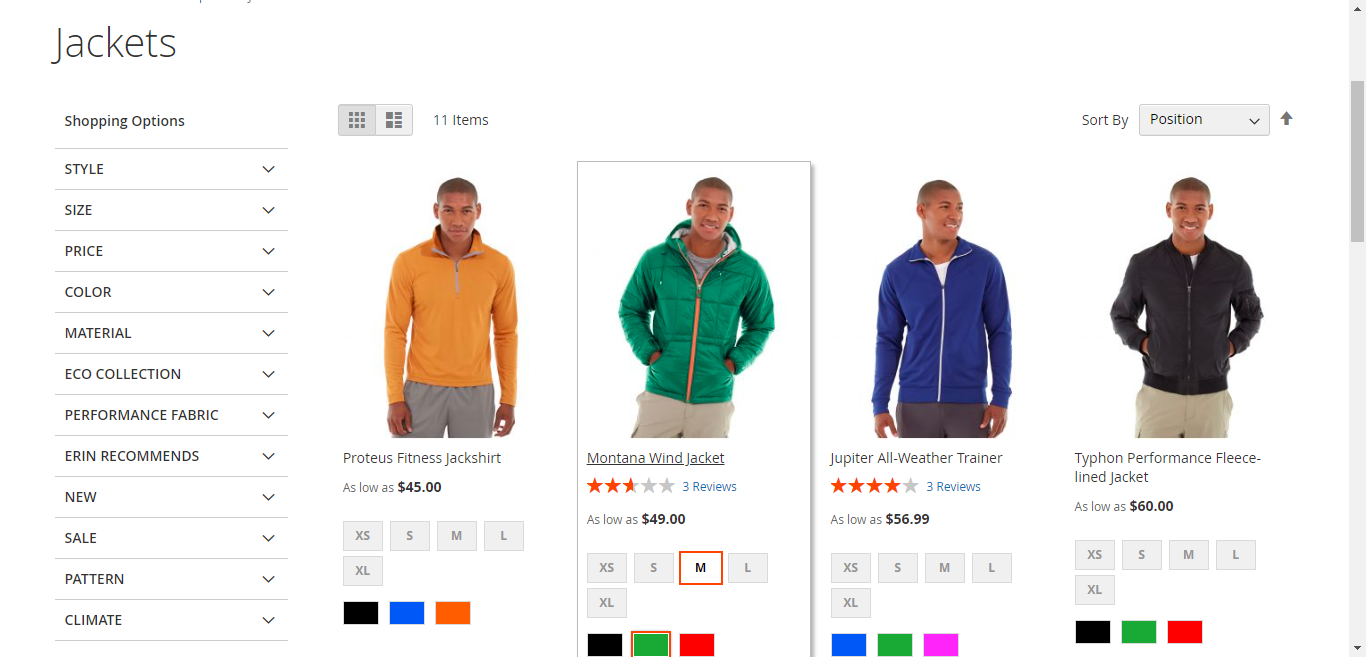 Jackets
Shopping Options
STYLE
SIZE
PRICE
COLOR
MATERIAL
ECO COLLECTION
PERFORMANCE FABRIC
ERIN RECOMMENDS
NEW
SALE
PATTERN
CLIMATE
11 Items
Sort By Position
Proteus Fitness Jackshirt
As low as $45.00
XS S M L
XL
Montana Wind Jacket
3 Reviews
As low as $49.00
XS S M L
XL
Jupiter All-Weather Trainer
3 Reviews
As low as $56.99
XS S M L
XL
Typhon Performance Fleece-
lined Jacket
As low as $60.00
XS S M L
XL